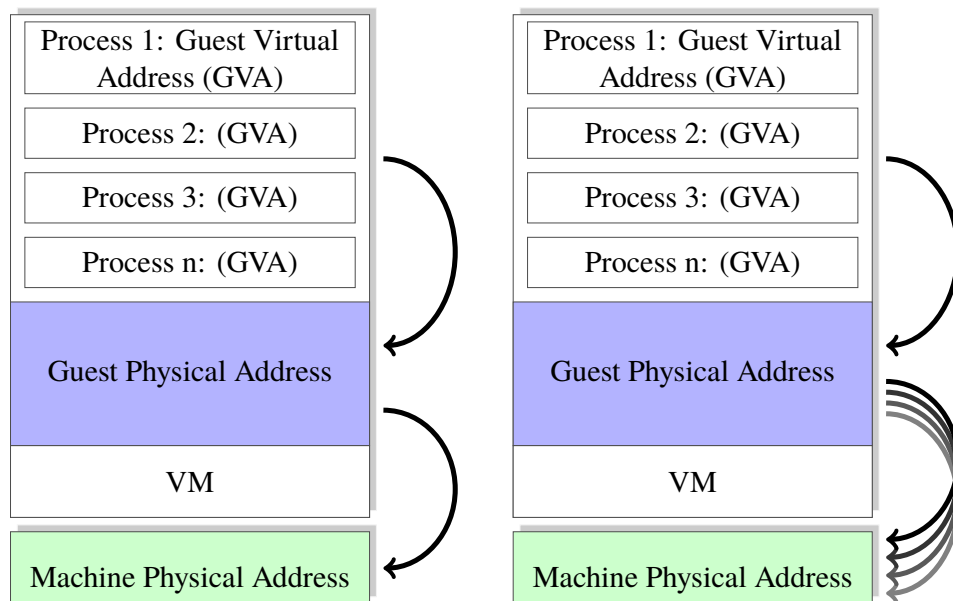 Process 1: Guest Virtual
Address (GVA)
Process 2: (GVA)
Process 3: (GVA)
Process n: (GVA)
Guest Physical Address
VM
Machine Physical Address
Process 1: Guest Virtual
Address (GVA)
Process 2: (GVA)
Process 3: (GVA)
Process n: (GVA)
Guest Physical Address
VM
Machine Physical Address